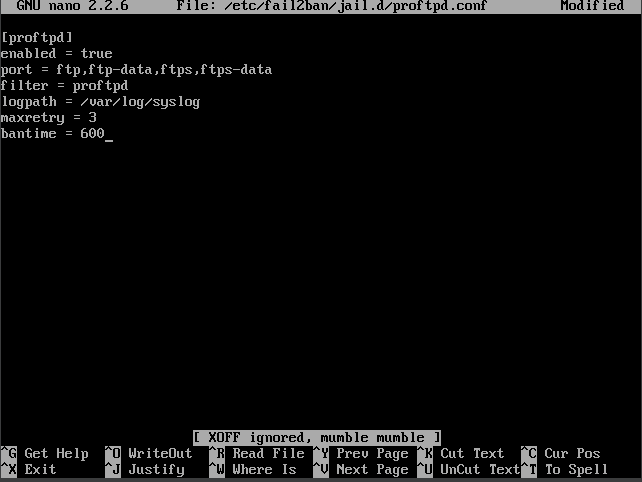 GNU nano 2.2.6 File: /etc/fail2ban/jail.d/proftpd.conf Modified
[proftpd]
enabled = true
port = ftp,ftp-data,ftps,ftps-data
filter = proftpd
logpath = /var/log/syslog
maxretry = 3
bantime = 600_
[ XOFF ignored, mumble mumble ]
^G Get Help ^O WriteOut ^R Read File ^Y Prev Page ^K Cut Text ^C Cur Pos
^X Exit ^J Justify ^W Where Is ^V Next Page ^U UnCut Text^T To Spell